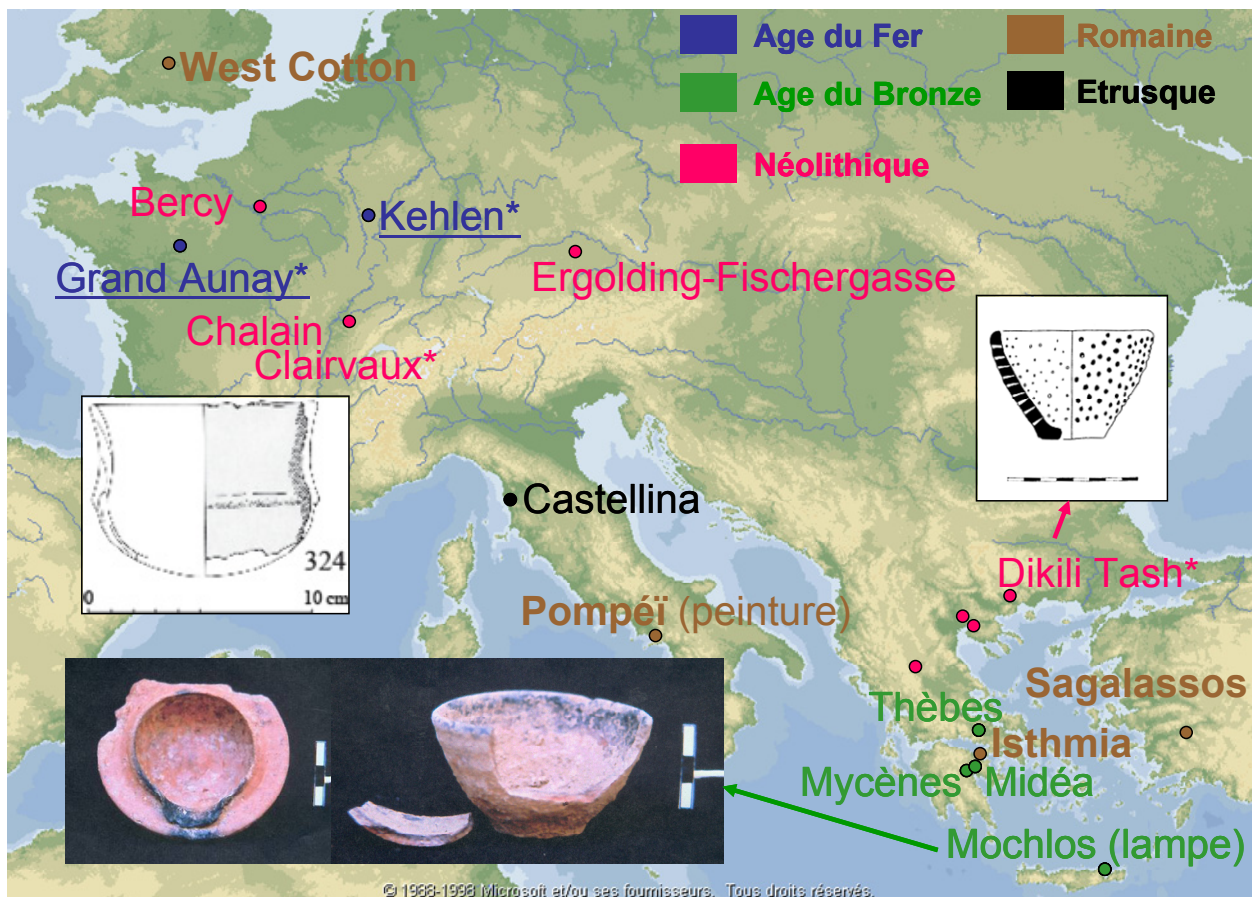 Age du Fer
Romaine
Age du Bronze
Etrusque
Néolithique
West Cotton
Bercy
Kehlen*
Grand Aunay*
Ergolding-Fischergasse
Chalain
Clairvaux*
324
0
10 cm
Castellina
Dikili Tash*
Pompéï (peinture)
Sagalassos
Thèbes
Isthmia
Mycènes
Midéa
Mochlos (lampe)
© 1988-1998 Microsoft et/ou ses fournisseurs. Tous droits réservés.